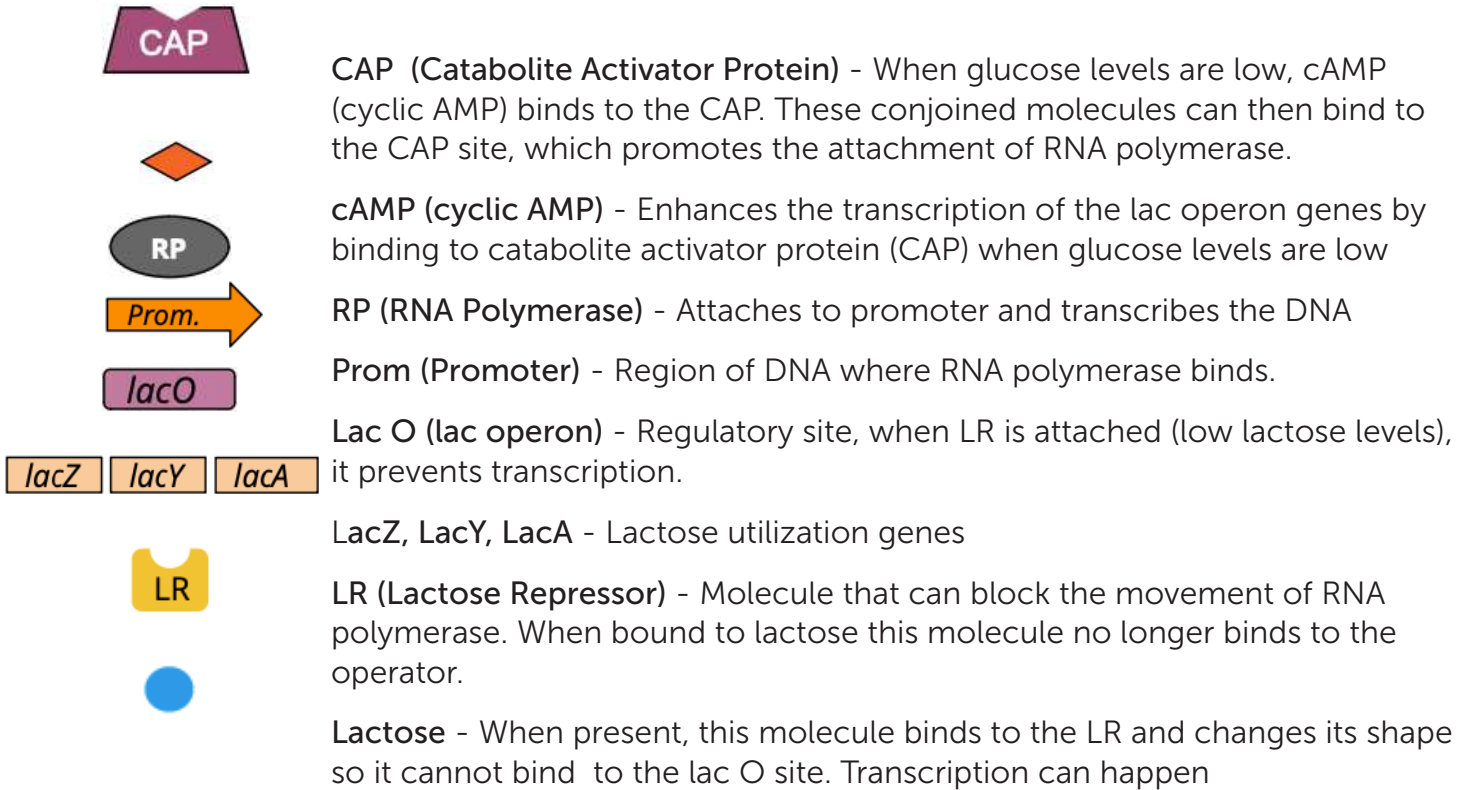 CAP
CAP (Catabolite Activator Protein) - When glucose levels are low, cAMP
(cyclic AMP) binds to the CAP. These conjoined molecules can then bind to
the CAP site, which promotes the attachment of RNA polymerase.
cAMP (cyclic AMP) - Enhances the transcription of the lac operon genes by
binding to catabolite activator protein (CAP) when glucose levels are low
RP
RP (RNA Polymerase) - Attaches to promoter and transcribes the DNA
Prom.
Prom (Promoter) - Region of DNA where RNA polymerase binds.
lacO
Lac O (lac operon) - Regulatory site, when LR is attached (low lactose levels),
it prevents transcription.
lacZ lacY lacA
LacZ, LacY, LacA - Lactose utilization genes
LR
LR (Lactose Repressor) - Molecule that can block the movement of RNA
polymerase. When bound to lactose this molecule no longer binds to the
operator.
Lactose - When present, this molecule binds to the LR and changes its shape
so it cannot bind to the lac O site. Transcription can happen